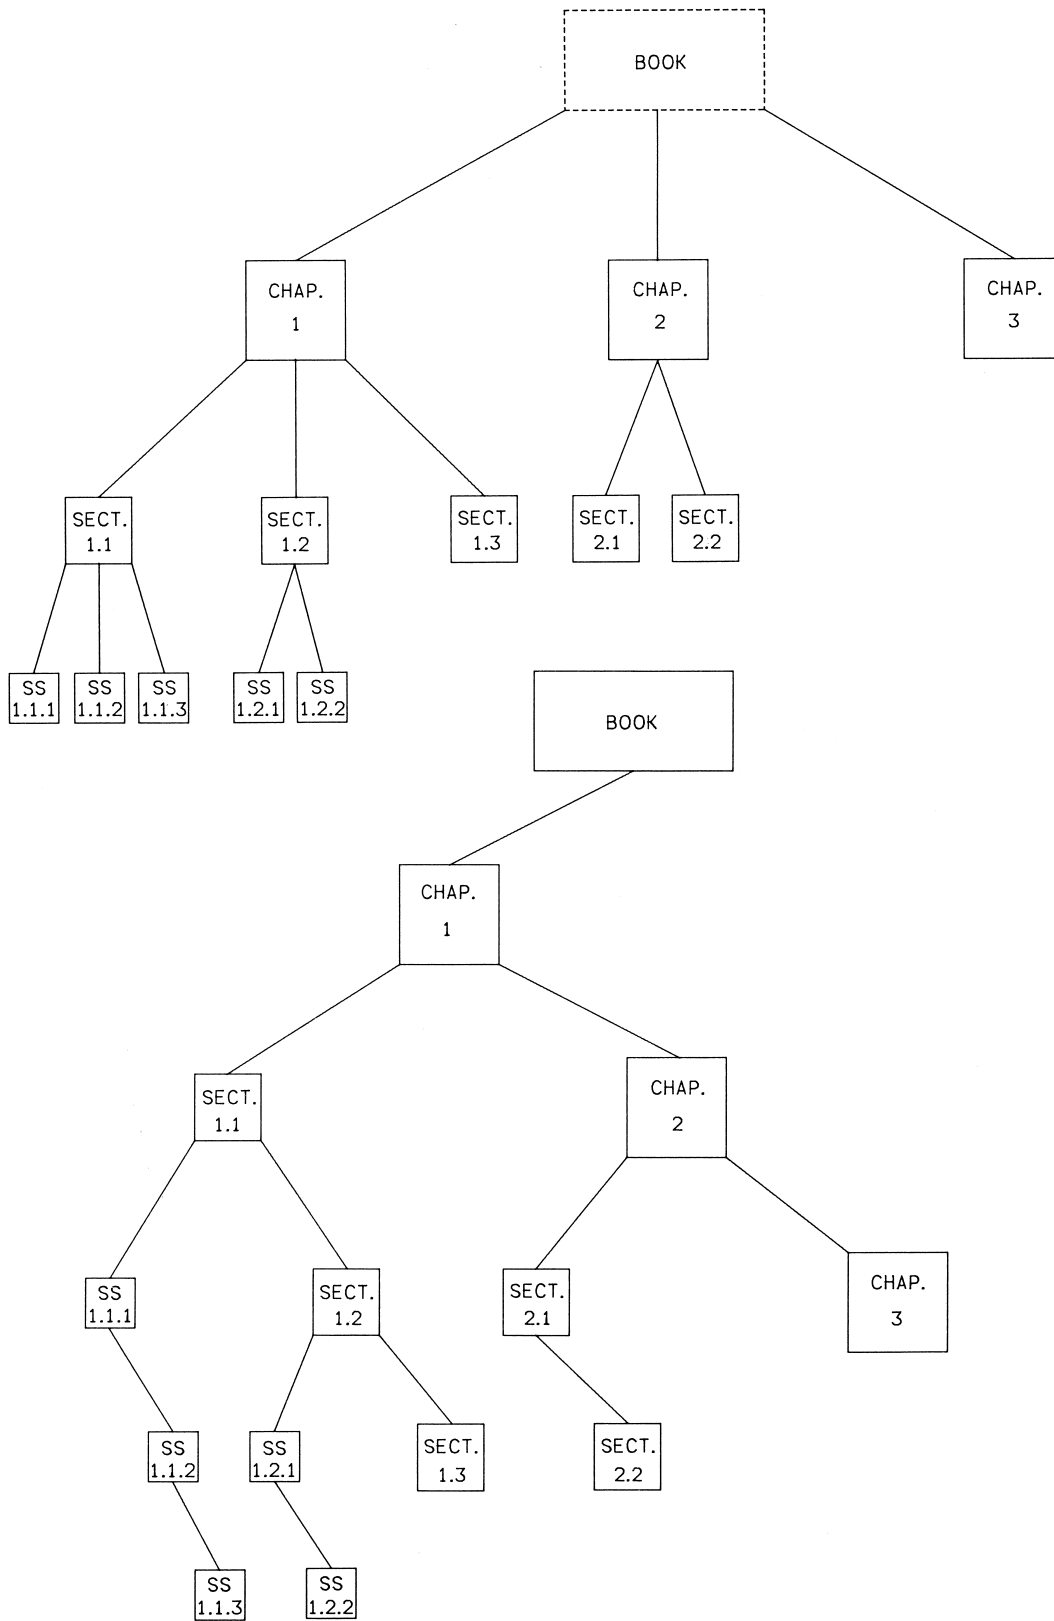 BOOK
CHAP.
1
CHAP.
2
CHAP.
3
SECT.
1.1
SECT.
1.2
SECT.
1.3
SECT.
2.1
SECT.
2.2
SS
1.1.1
SS
1.1.2
SS
1.1.3
SS
1.2.1
SS
1.2.2
BOOK
CHAP.
1
SECT.
1.1
CHAP.
2
SS
1.1.1
SECT.
1.2
SECT.
2.1
CHAP.
3
SS
1.1.2
SS
1.2.1
SECT.
1.3
SECT.
2.2
SS
1.1.3
SS
1.2.2